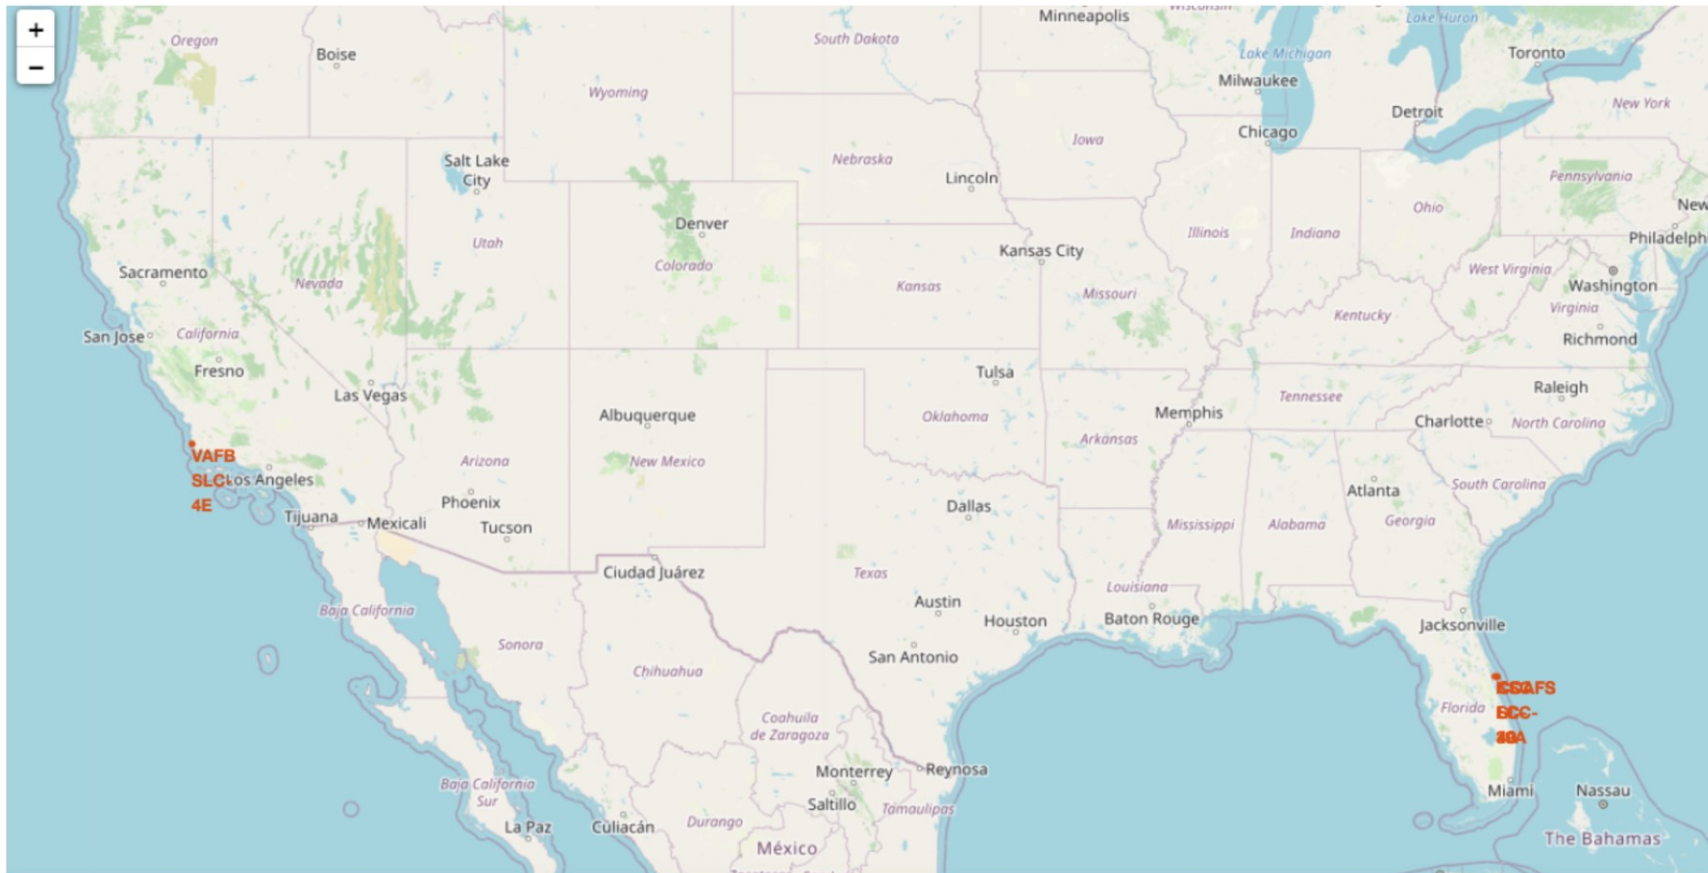 +
−
Oregon
Boise
South Dakota
Minneapolis
Wisconsin
Lake Huron
Lake Michigan
Toronto
Wyoming
Milwaukee
New York
Detroit
Iowa
Chicago
Salt Lake
City
Nebraska
Lincoln
Pennsylvania
New
Ohio
Denver
Illinois
Indiana
Philadelph
Utah
Kansas City
Colorado
West Virginia
Sacramento
Nevada
Kansas
Missouri
Washington
Virginia
Kentucky
San Jose
California
Richmond
Fresno
Tulsa
Las Vegas
Raleigh
Tennessee
Albuquerque
Oklahoma
Memphis
Charlotte
North Carolina
Arkansas
VAFB
SLC-
4E
Los Angeles
Arizona
New Mexico
Phoenix
Atlanta
South Carolina
Dallas
Tijuana
Mexicali
Tucson
Mississippi
Alabama
Georgia
Ciudad Juárez
Texas
Louisiana
Baja California
Austin
Houston
Baton Rouge
Jacksonville
Sonora
San Antonio
Chihuahua
Florida
Coahuila
de Zaragoza
Monterrey
Reynosa
Baja California
Sur
Saltillo
Tamaulipas
Miami
Nassau
La Paz
Culiacán
Durango
México
The Bahamas